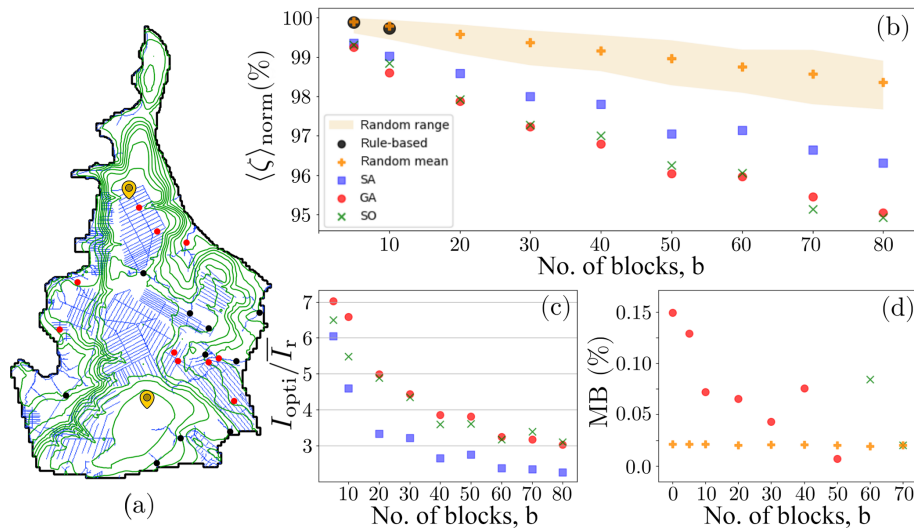 100
99
98
97
96
95
⟨ζ⟩norm(%)
(b)
Random range
Rule-based
Random mean
SA
GA
SO
10 20 30 40 50 60 70 80
No. of blocks, b
(a)
7
6
5
4
3
Iopti/I̅r
(c)
10 20 30 40 50 60 70 80
No. of blocks, b
0.15
0.10
0.05
0.0
MB (%)
(d)
0 10 20 30 40 50 60 70
No. of blocks, b